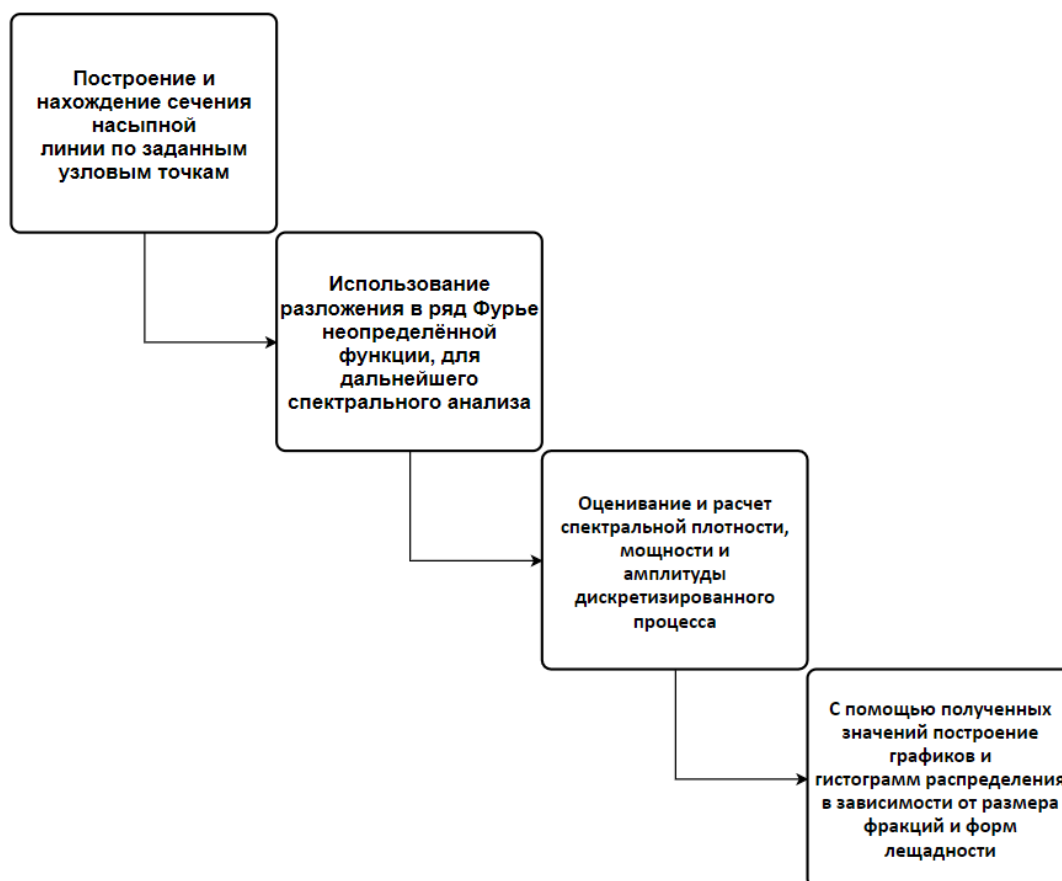 Построение и
нахождение сечения
насыпной
линии по заданным
узловым точкам
Использование
разложения в ряд Фурье
неопределённой
функции, для
дальнейшего
спектрального анализа
Оценивание и расчет
спектральной плотности,
мощности и
амплитуды
дискретизированного
процесса
С помощью полученных
значений построение
графиков и
гистограмм распределения
в зависимости от размера
фракций и форм
лещадности